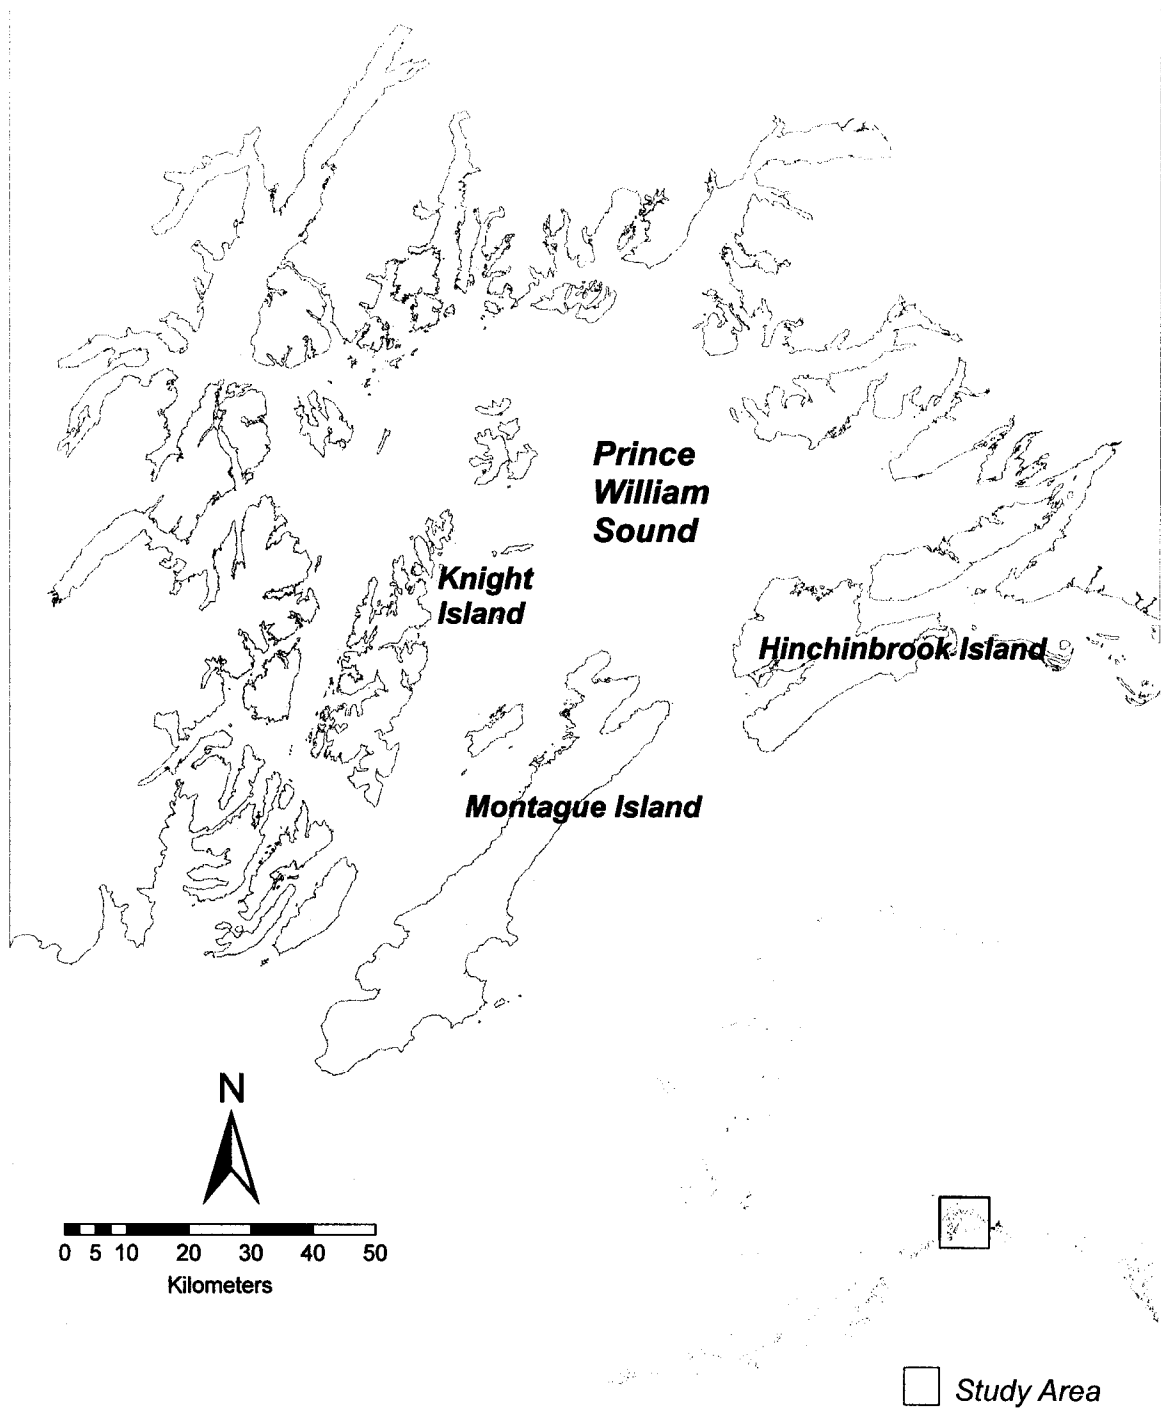 Prince
William
Sound
Knight
Island
Hinchinbrook Island
Montague Island
N
0 5 10 20 30 40 50
Kilometers
Study Area